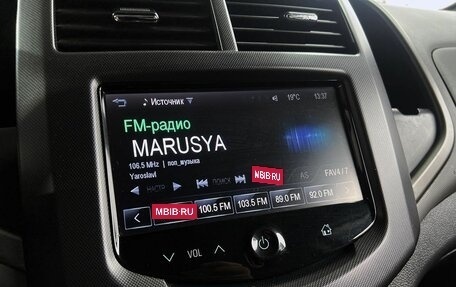 ♪ Источник 19°C 13:37
FM-радио
MARUSYA
106.5 MHz | поп_музыка
Yaroslavl
НАСТР ПОИСК MBIB.RU AS FAV4 / 7
MBIB.RU 100.5 FM 103.5 FM 89.0 FM 92.0 FM
VOL